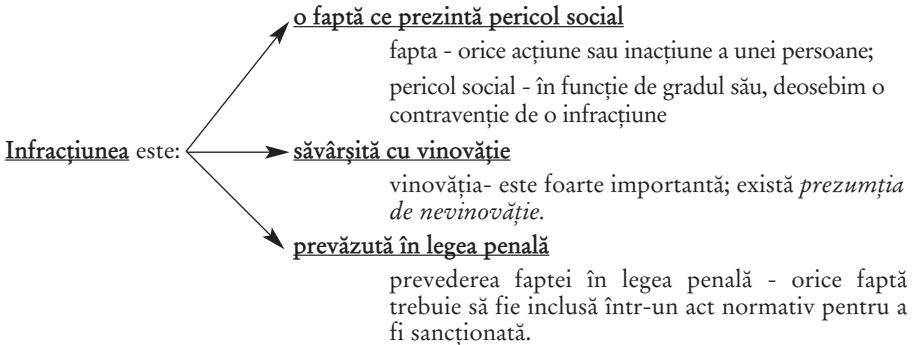 o faptă ce prezintă pericol social
fapta - orice acțiune sau inacțiune a unei persoane;
pericol social - în funcție de gradul său, deosebim o
contravenție de o infracțiune
Infracțiunea este:
săvârșită cu vinovăție
vinovăția- este foarte importantă; există prezumția
de nevinovăție.
prevăzută în legea penală
prevederea faptei în legea penală - orice faptă
trebuie să fie inclusă într-un act normativ pentru a
fi sancționată.